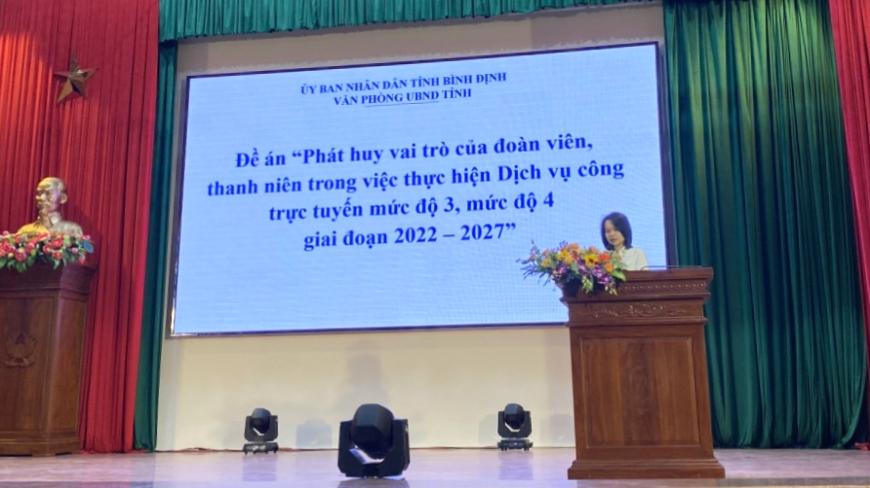 ỦY BAN NHÂN DÂN TỈNH BÌNH ĐỊNH
VĂN PHÒNG UBND TỈNH
Đề án “Phát huy vai trò của đoàn viên,
thanh niên trong việc thực hiện Dịch vụ công
trực tuyến mức độ 3, mức độ 4
giai đoạn 2022 – 2027”